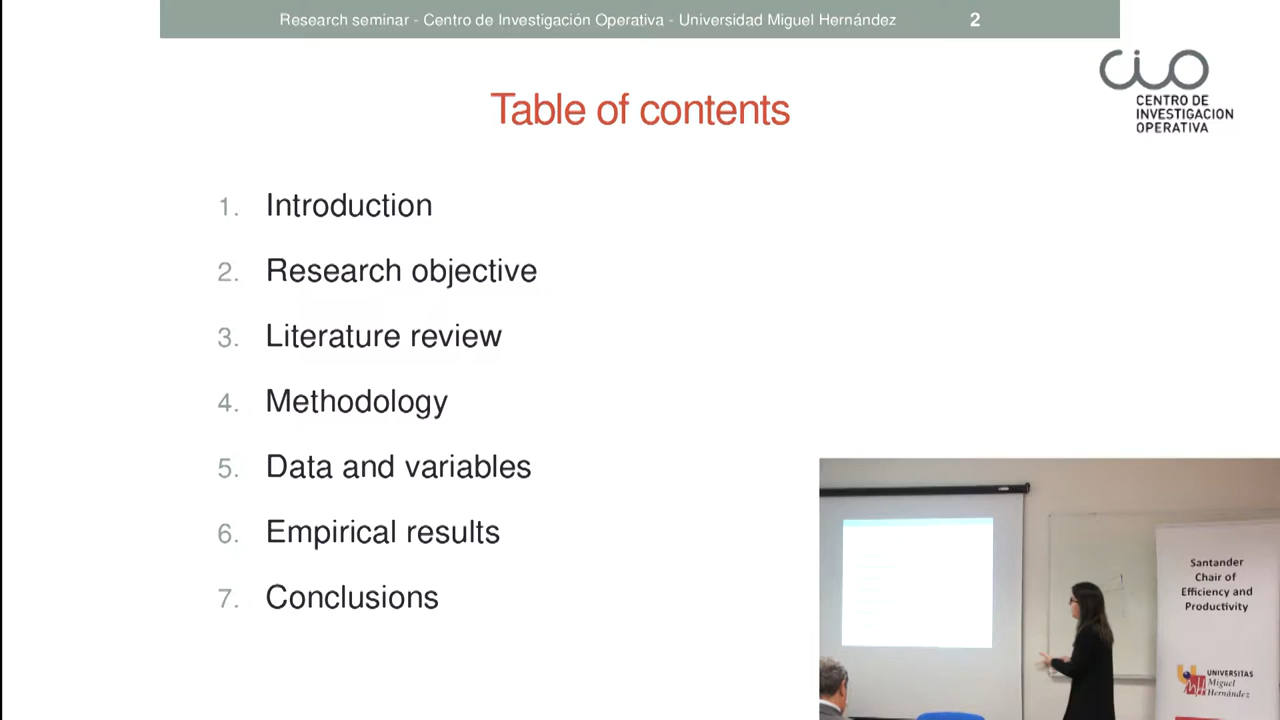 Research seminar - Centro de Investigación Operativa - Universidad Miguel Hernández 2
CIO
CENTRO DE
INVESTIGACION
OPERATIVA
Table of contents
1. Introduction
2. Research objective
3. Literature review
4. Methodology
5. Data and variables
6. Empirical results
7. Conclusions
Santander
Chair of
Efficiency and
Productivity
UNIVERSITAS
Miguel
Hernández